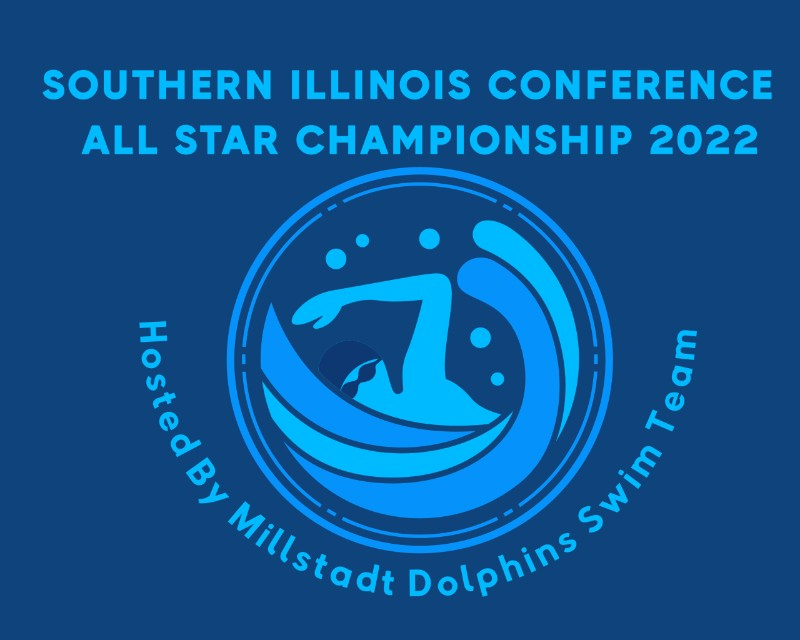 SOUTHERN ILLINOIS CONFERENCE
ALL STAR CHAMPIONSHIP 2022
Hosted By Millstadt Dolphins Swim Team